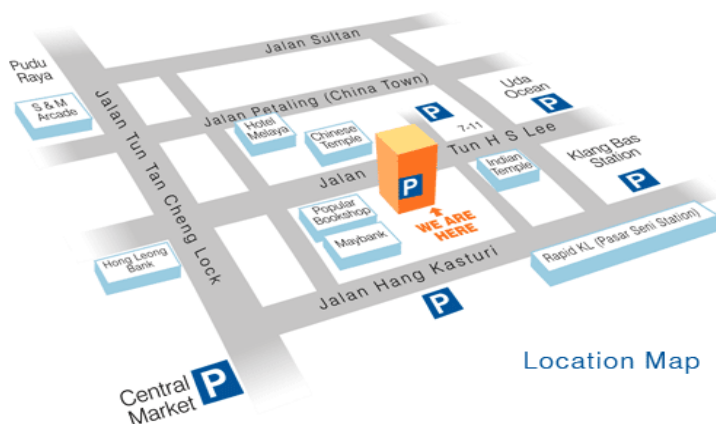 Jalan Sultan
Pudu
Raya
S & M
Arcade
Jalan Petaling (China Town)
Uda
Ocean
P
P
7-11
Hotel
Melaya
Chinese
Temple
Jalan Tun Tan Cheng Lock
Jalan Tun H S Lee
Indian
Temple
Klang Bas
Station
P
P
WE ARE
HERE
Popular
Bookshop
Maybank
Hong Leong
Bank
Rapid KL (Pasar Seni Station)
Jalan Hang Kasturi
P
Central
Market
P
Location Map